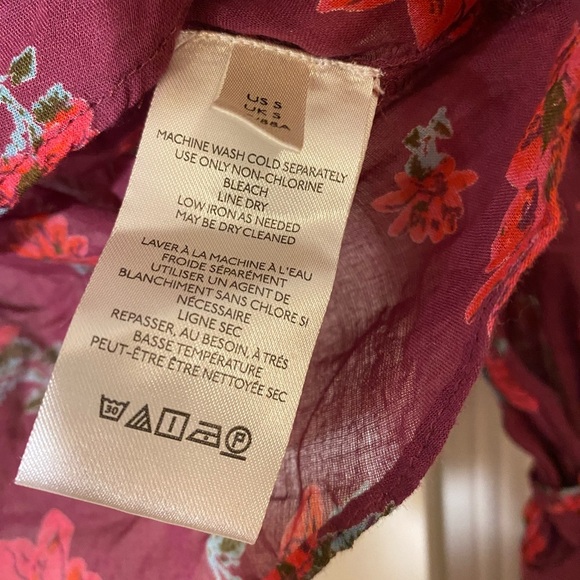 US S
UK S
/88A
MACHINE WASH COLD SEPARATELY
USE ONLY NON-CHLORINE
BLEACH
LINE DRY
LOW IRON AS NEEDED
MAY BE DRY CLEANED
LAVER À LA MACHINE À L'EAU
FROIDE SÉPARÉMENT
UTILISER UN AGENT DE
BLANCHIMENT SANS CHLORE SI
NÉCESSAIRE
LIGNE SEC
REPASSER, AU BESOIN, À TRÈS
BASSE TEMPÉRATURE
PEUT-ÊTRE ÊTRE NETTOYÉE SEC
30 P